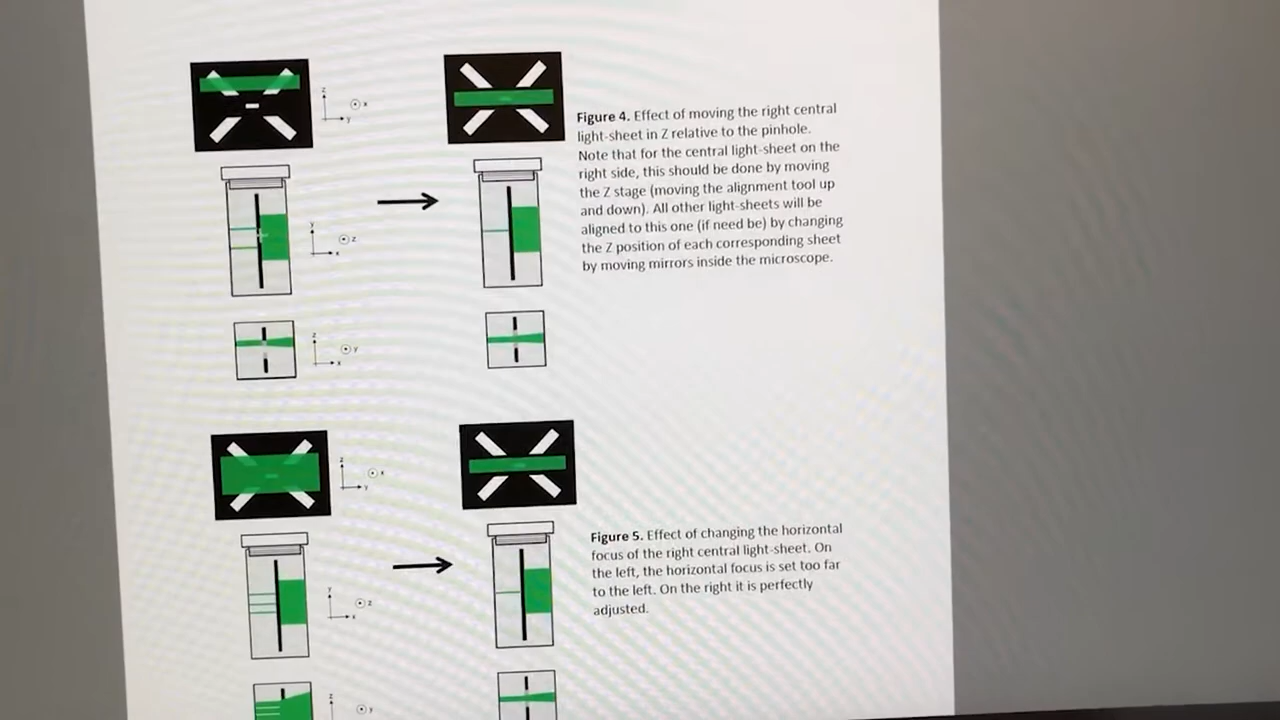 z
x
y
Figure 4. Effect of moving the right central
light-sheet in Z relative to the pinhole.
Note that for the central light-sheet on the
right side, this should be done by moving
the Z stage (moving the alignment tool up
and down). All other light-sheets will be
aligned to this one (if need be) by changing
the Z position of each corresponding sheet
by moving mirrors inside the microscope.
y
z
x
z
y
x
z
x
y
Figure 5. Effect of changing the horizontal
focus of the right central light-sheet. On
the left, the horizontal focus is set too far
to the left. On the right it is perfectly
adjusted.
y
z
x
z
y